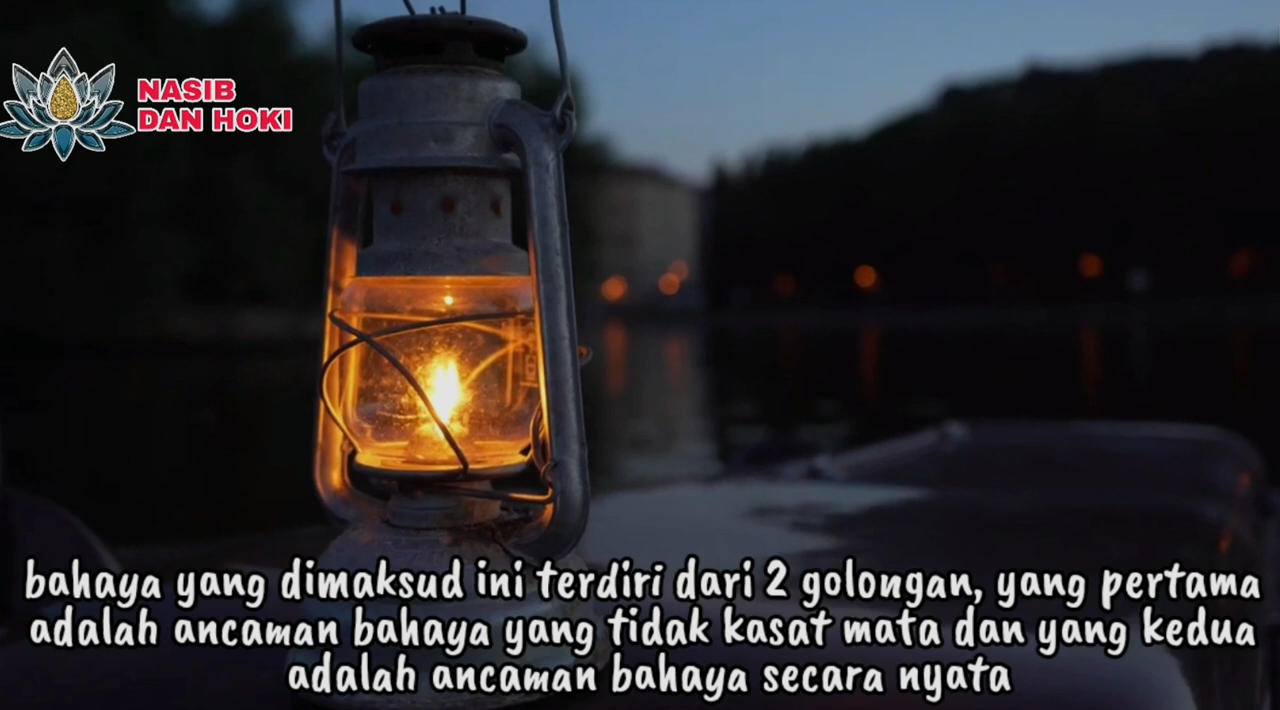 NASIB
DAN HOKI
bahaya yang dimaksud ini terdiri dari 2 golongan, yang pertama
adalah ancaman bahaya yang tidak kasat mata dan yang kedua
adalah ancaman bahaya secara nyata